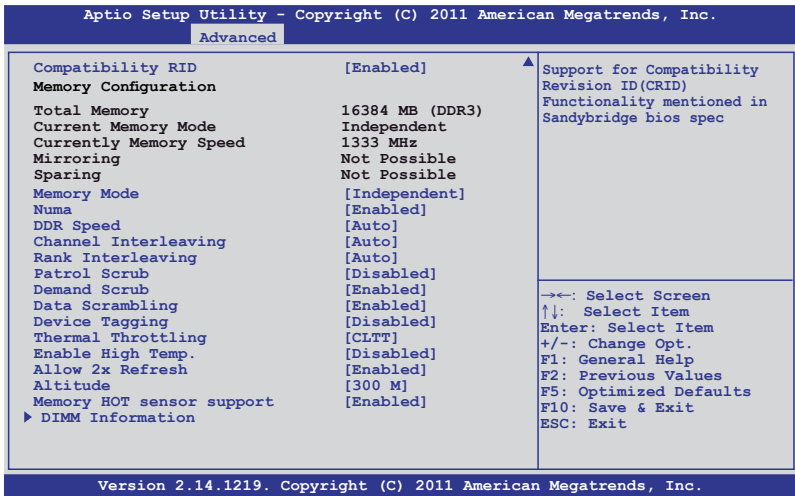 Aptio Setup Utility - Copyright (C) 2011 American Megatrends, Inc.
Advanced
Compatibility RID [Enabled]
Memory Configuration
Total Memory 16384 MB (DDR3)
Current Memory Mode Independent
Currently Memory Speed 1333 MHz
Mirroring Not Possible
Sparing Not Possible
Memory Mode [Independent]
Numa [Enabled]
DDR Speed [Auto]
Channel Interleaving [Auto]
Rank Interleaving [Auto]
Patrol Scrub [Disabled]
Demand Scrub [Enabled]
Data Scrambling [Enabled]
Device Tagging [Disabled]
Thermal Throttling [CLTT]
Enable High Temp. [Disabled]
Allow 2x Refresh [Enabled]
Altitude [300 M]
Memory HOT sensor support [Enabled]
DIMM Information
Support for Compatibility
Revision ID(CRID)
Functionality mentioned in
Sandybridge bios spec
→←: Select Screen
↑↓: Select Item
Enter: Select Item
+/-: Change Opt.
F1: General Help
F2: Previous Values
F5: Optimized Defaults
F10: Save & Exit
ESC: Exit
Version 2.14.1219. Copyright (C) 2011 American Megatrends, Inc.